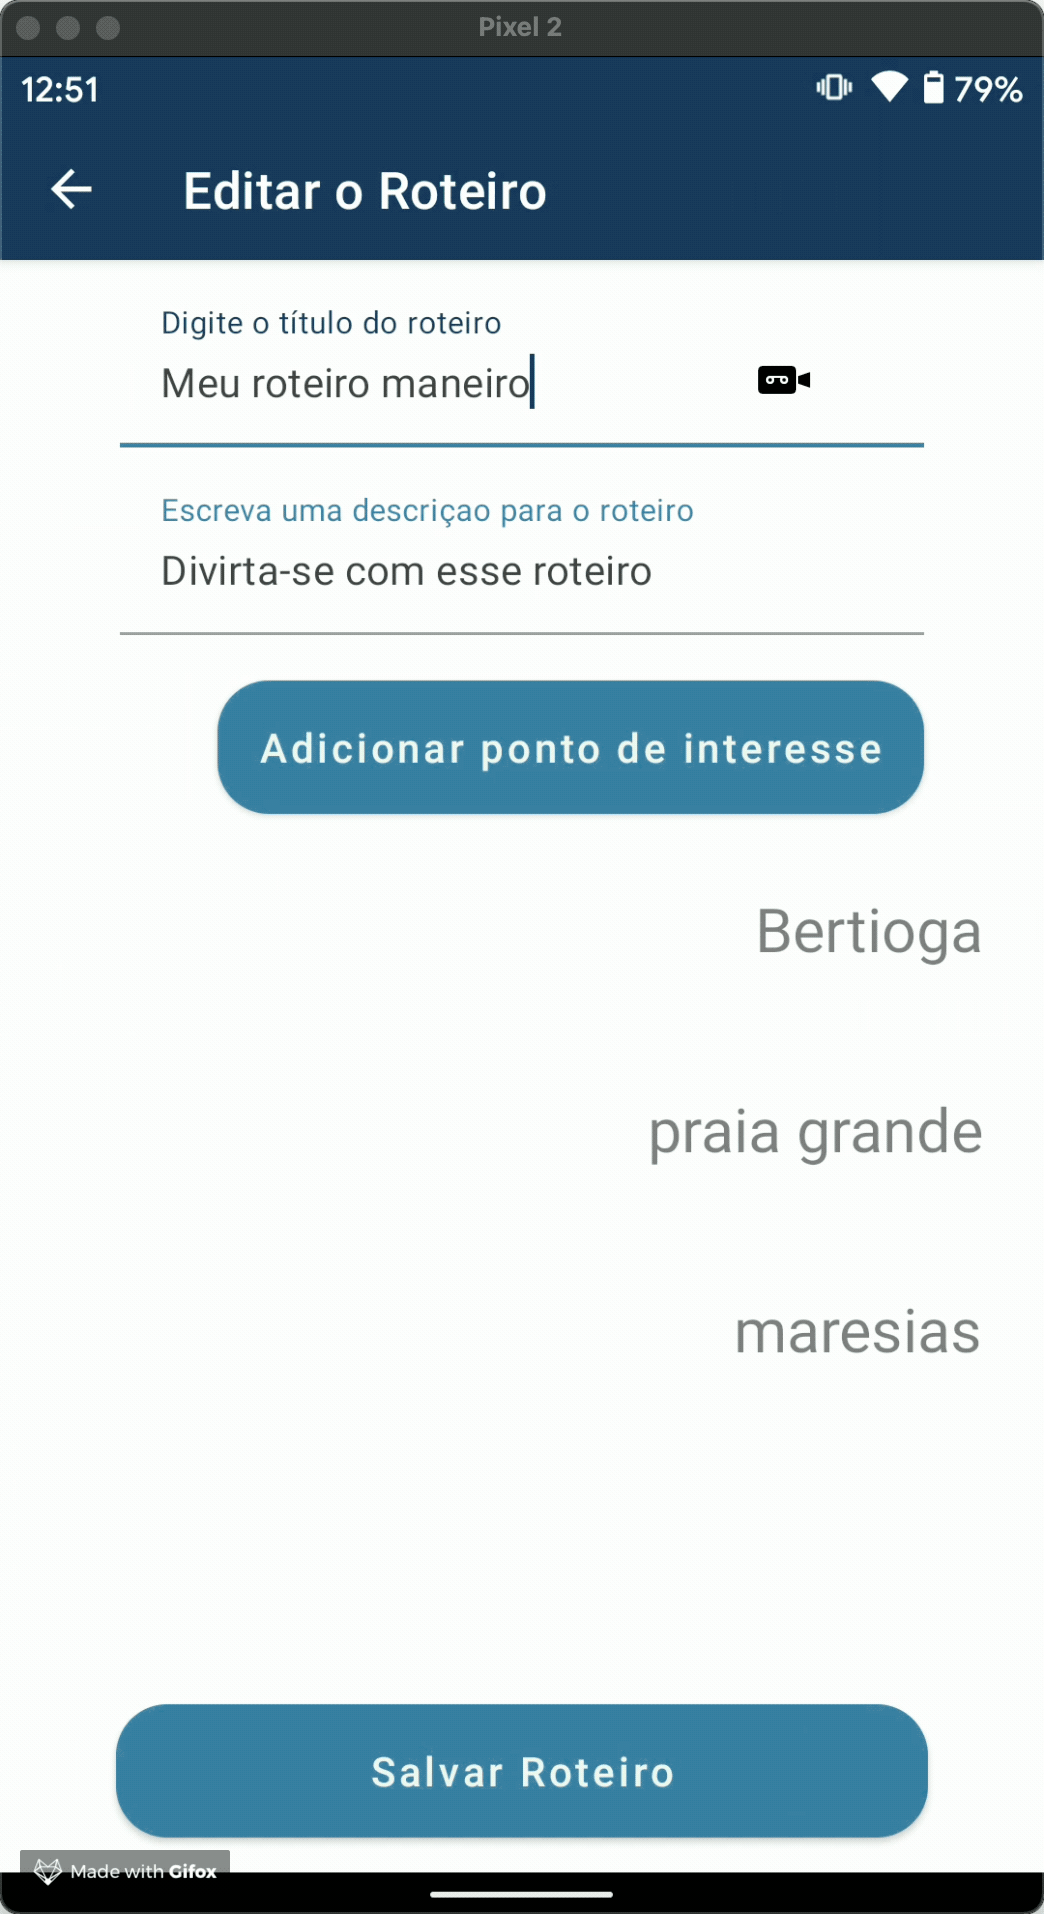 Pixel 2
12:51
79%
Editar o Roteiro
Digite o título do roteiro
Meu roteiro maneiro
Escreva uma descriçao para o roteiro
Divirta-se com esse roteiro
Adicionar ponto de interesse
Bertioga
praia grande
maresias
Salvar Roteiro
Made with Gifox